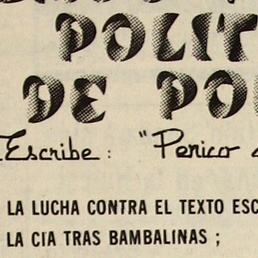 POLIT
DE PO
Escribe: "Perico
LA LUCHA CONTRA EL TEXTO ESC
LA CIA TRAS BAMBALINAS ;